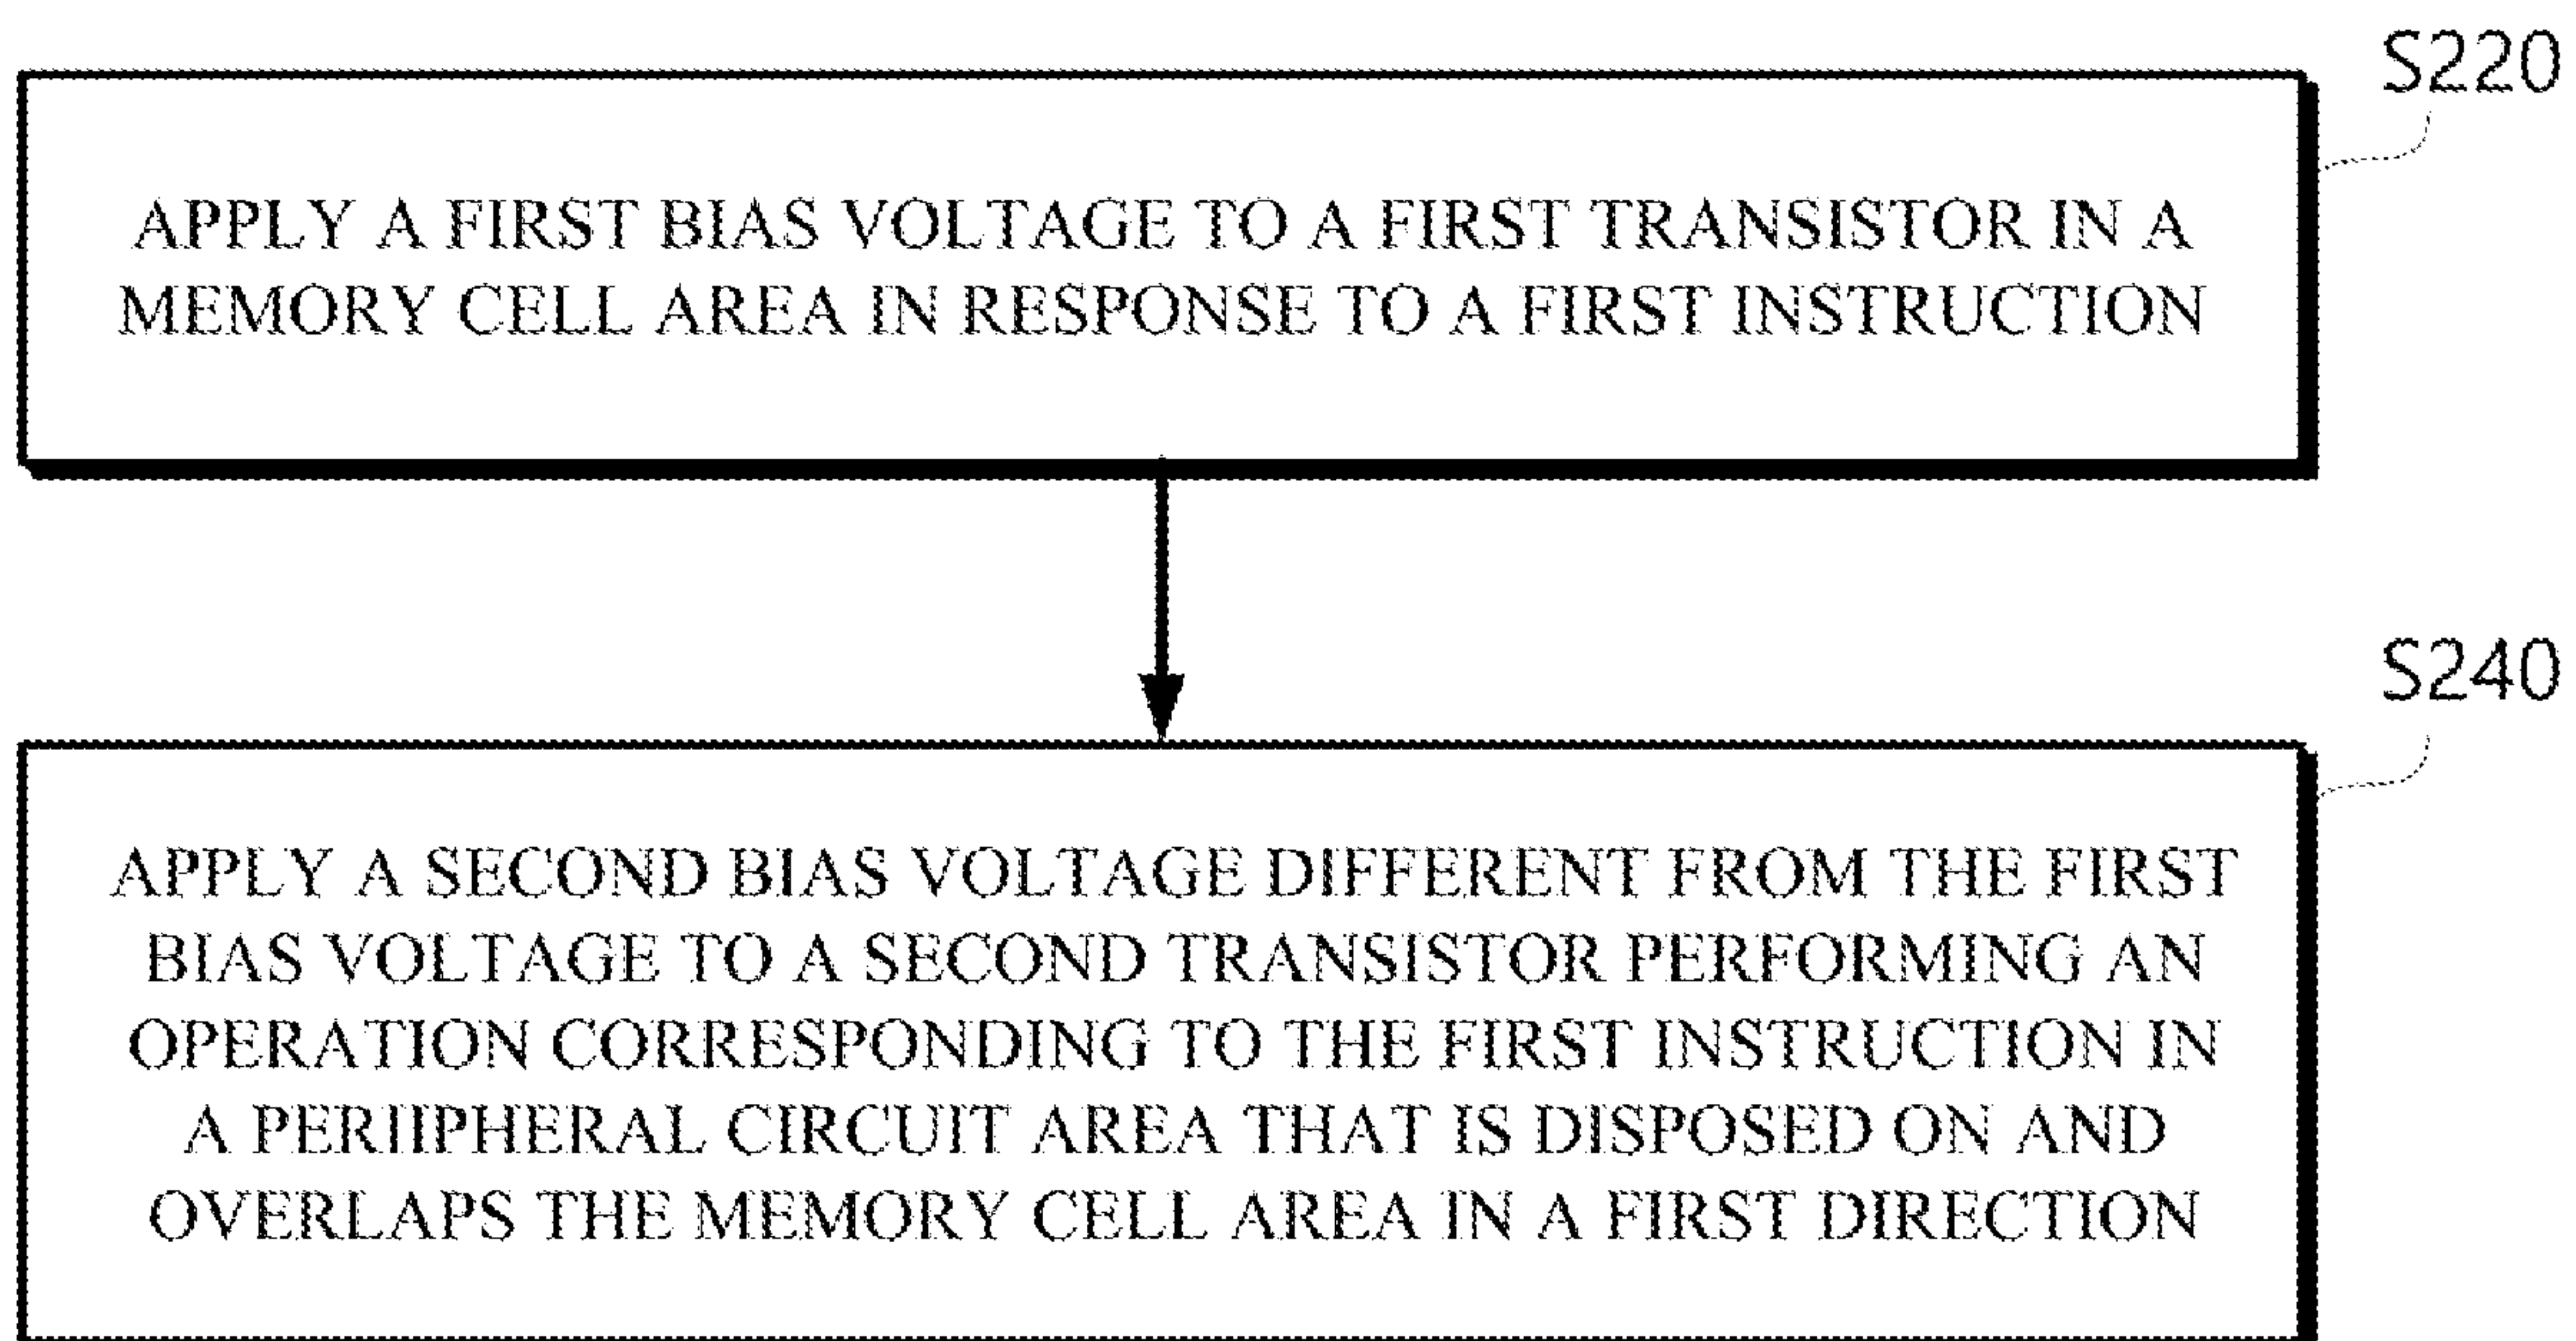 S220
APPLY A FIRST BIAS VOLTAGE TO A FIRST TRANSISTOR IN A
MEMORY CELL AREA IN RESPONSE TO A FIRST INSTRUCTION
S240
APPLY A SECOND BIAS VOLTAGE DIFFERENT FROM THE FIRST
BIAS VOLTAGE TO A SECOND TRANSISTOR PERFORMING AN
OPERATION CORRESPONDING TO THE FIRST INSTRUCTION IN
A PERIIPHERAL CIRCUIT AREA THAT IS DISPOSED ON AND
OVERLAPS THE MEMORY CELL AREA IN A FIRST DIRECTION